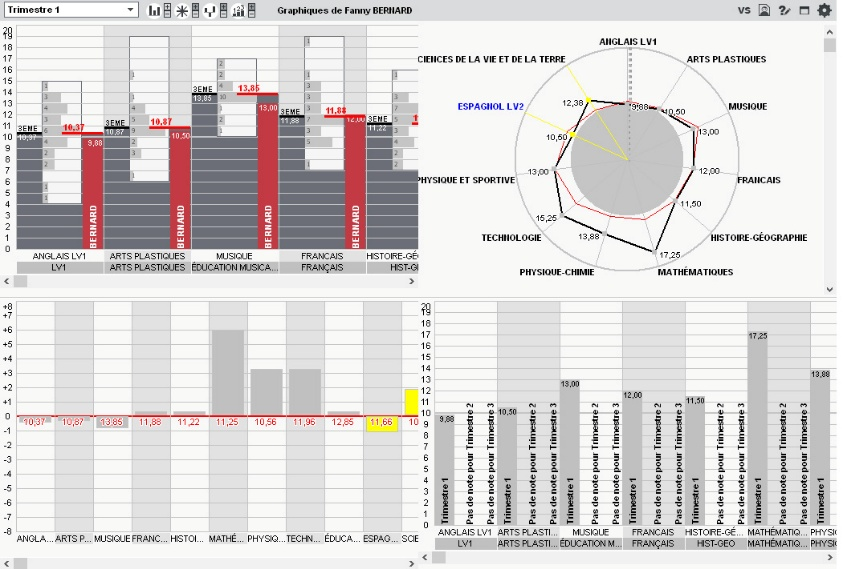 Trimestre 1
Graphiques de Fanny BERNARD
VS
20
19
18
17
16
15
14
13
12
11
10
9
8
7
6
5
4
3
2
1
0
3EME
10,37
10,37
9,88
BERNARD
3EME
10,87
10,87
10,50
BERNARD
3EME
13,85
13,85
13,00
BERNARD
3EME
11,88
11,88
12,00
BERNARD
3EME
11,22
ANGLAIS LV1
ARTS PLASTIQUES
MUSIQUE
FRANCAIS
HISTOIRE-GÉ
LV1
ARTS PLASTIQUES
ÉDUCATION MUSICA...
FRANÇAIS
HIST-G
ANGLAIS LV1
CIENCES DE LA VIE ET DE LA TERRE
ARTS PLASTIQUES
ESPAGNOL LV2
MUSIQUE
12,38
9,88
10,50
10,50
13,00
13,00
12,00
PHYSIQUE ET SPORTIVE
FRANCAIS
11,50
15,25
TECHNOLOGIE
13,88
HISTOIRE-GÉOGRAPHIE
17,25
PHYSIQUE-CHIMIE
MATHÉMATIQUES
+8
+7
+6
+5
+4
+3
+2
+1
0
-1
-2
-3
-4
-5
-6
-7
-8
10,37
10,87
13,85
11,88
11,22
11,25
10,56
11,96
12,85
11,66
10
ANGLA...
ARTS P...
MUSIQUE
FRANC...
HISTOI...
MATHÉ...
PHYSIQ...
TECHN...
ÉDUCA...
ESPAG...
SCIE
20
19
18
17
16
15
14
13
12
11
10
9
8
7
6
5
4
3
2
1
0
9,88
Trimestre 1
Pas de note pour Trimestre 2
Pas de note pour Trimestre 3
10,50
Trimestre 1
Pas de note pour Trimestre 2
Pas de note pour Trimestre 3
13,00
Trimestre 1
Pas de note pour Trimestre 2
Pas de note pour Trimestre 3
12,00
Trimestre 1
Pas de note pour Trimestre 2
Pas de note pour Trimestre 3
11,50
Trimestre 1
Pas de note pour Trimestre 2
Pas de note pour Trimestre 3
17,25
Trimestre 1
Pas de note pour Trimestre 2
Pas de note pour Trimestre 3
13,88
Trimestre 1
ANGLAIS LV1
ARTS PLASTI...
MUSIQUE
FRANCAIS
HISTOIRE-GÉ...
MATHÉMATIQ...
PHYSIC
LV1
ARTS PLASTI...
ÉDUCATION M...
FRANÇAIS
HIST-GEO
MATHÉMATIQ...
PHYSIC